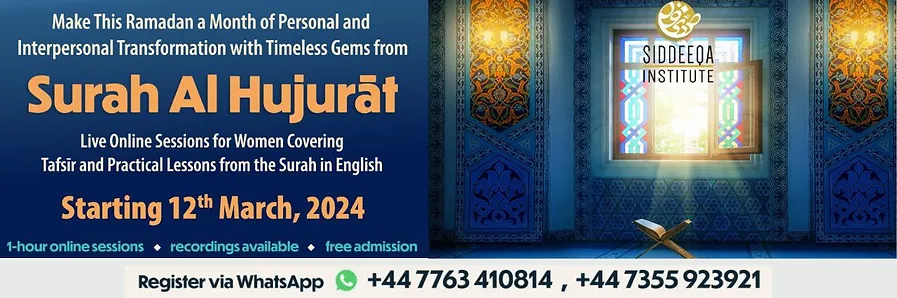 Make This Ramadan a Month of Personal and
Interpersonal Transformation with Timeless Gems from
Surah Al Hujurāt
Live Online Sessions for Women Covering
Tafsīr and Practical Lessons from the Surah in English
Starting 12th March, 2024
1-hour online sessions ◆ recordings available ◆ free admission
SIDDEEQA
INSTITUTE
Register via WhatsApp +44 7763 410814 , +44 7355 923921